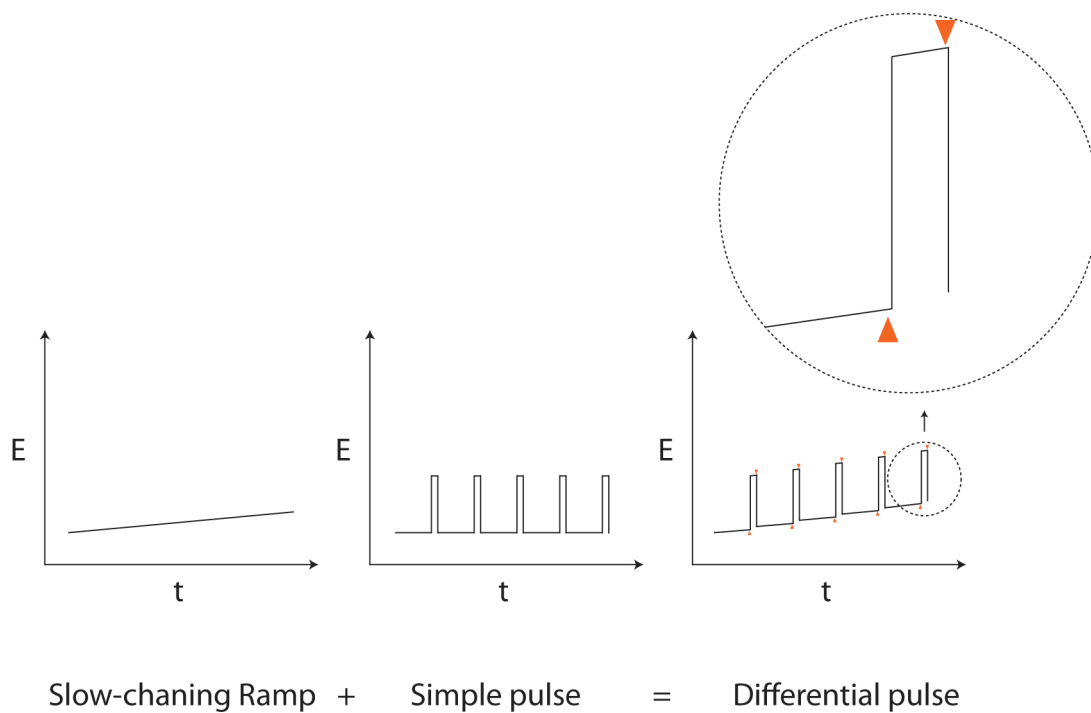 E
E
E
t
t
t
Slow-chaning Ramp + Simple pulse = Differential pulse